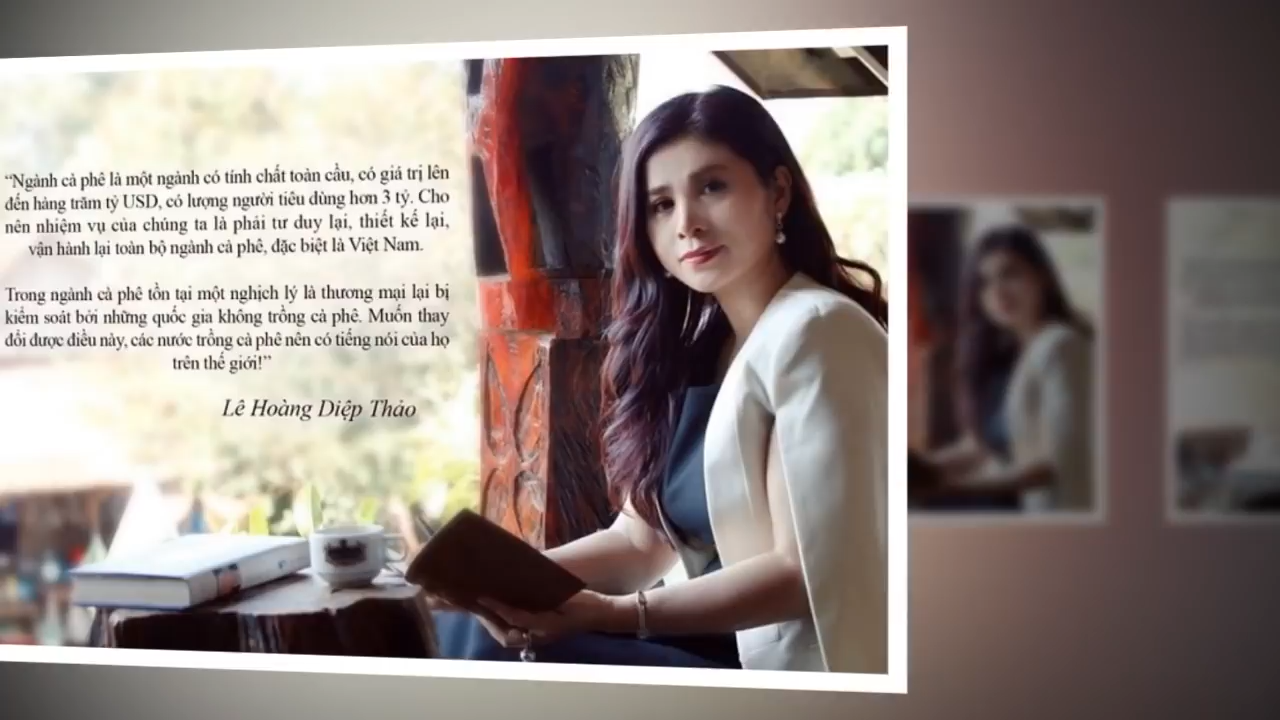 “Ngành cà phê là một ngành có tính chất toàn cầu, có giá trị lên
đến hàng trăm tỷ USD, có lượng người tiêu dùng hơn 3 tỷ. Cho
nên nhiệm vụ của chúng ta là phải tư duy lại, thiết kế lại,
vận hành lại toàn bộ ngành cà phê, đặc biệt là Việt Nam.
Trong ngành cà phê tồn tại một nghịch lý là thương mại lại bị
kiểm soát bởi những quốc gia không trồng cà phê. Muốn thay
đổi được điều này, các nước trồng cà phê nên có tiếng nói của họ
trên thế giới!”
Lê Hoàng Diệp Thảo